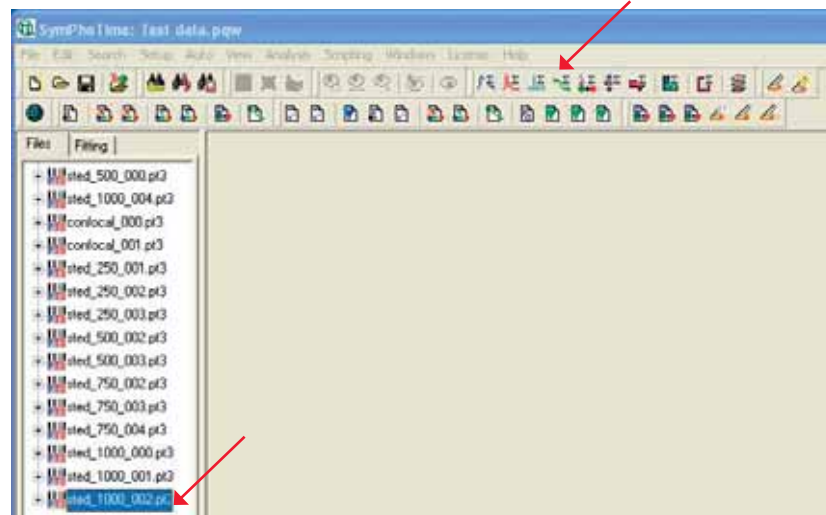 SymPhoTime: Test data.pqw
File Edit Search Setup Auto View Analysis Scripting Windows License Help
Files Fitting
sted_500_000.pt3
sted_1000_004.pt3
confocal_000.pt3
confocal_001.pt3
sted_250_001.pt3
sted_250_002.pt3
sted_250_003.pt3
sted_500_002.pt3
sted_500_003.pt3
sted_750_002.pt3
sted_750_003.pt3
sted_750_004.pt3
sted_1000_000.pt3
sted_1000_001.pt3
sted_1000_002.pt